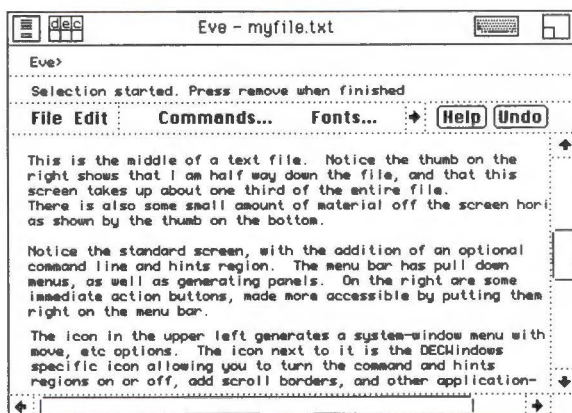 dec Eve - myfile.txt
Eve>
Selection started. Press remove when finished
File Edit Commands... Fonts... Help Undo
This is the middle of a text file. Notice the thumb on the
right shows that I am half way down the file, and that this
screen takes up about one third of the entire file.
There is also some small amount of material off the screen hori
as shown by the thumb on the bottom.
Notice the standard screen, with the addition of an optional
command line and hints region. The menu bar has pull down
menus, as well as generating panels. On the right are some
immediate action buttons, made more accessible by putting them
right on the menu bar.
The icon in the upper left generates a system-window menu with
move, etc options. The icon next to it is the DECWindows
specific icon allowing you to turn the command and hints
regions on or off, add scroll borders, and other application-